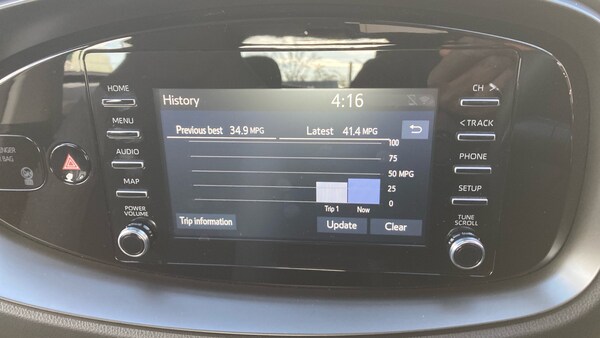 HOME
MENU
AUDIO
MAP
POWER
VOLUME
History 4:16
Previous best 34.9 MPG Latest 41.4 MPG
100
75
50 MPG
25
0
Trip 1 Now
Trip information Update Clear
CH >
< TRACK
PHONE
SETUP
TUNE
SCROLL
BAG